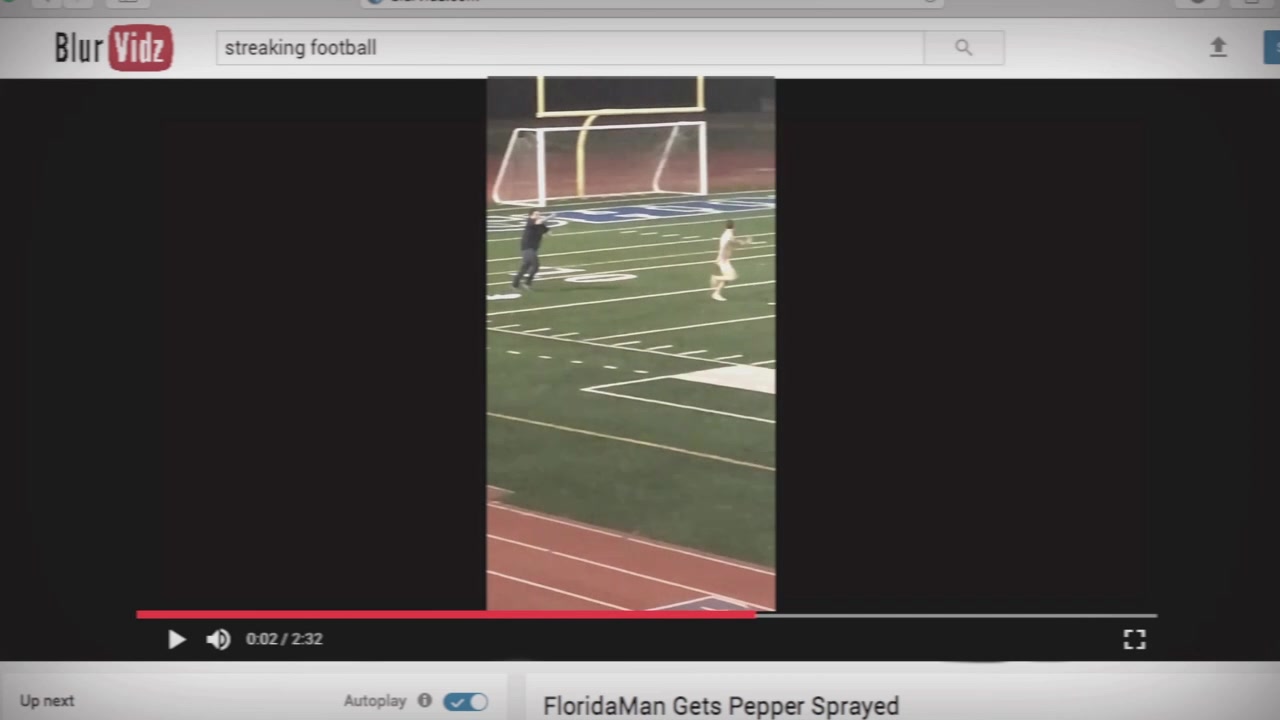 Blur Vidz
streaking football
0:02 / 2:32
Up next
Autoplay
FloridaMan Gets Pepper Sprayed